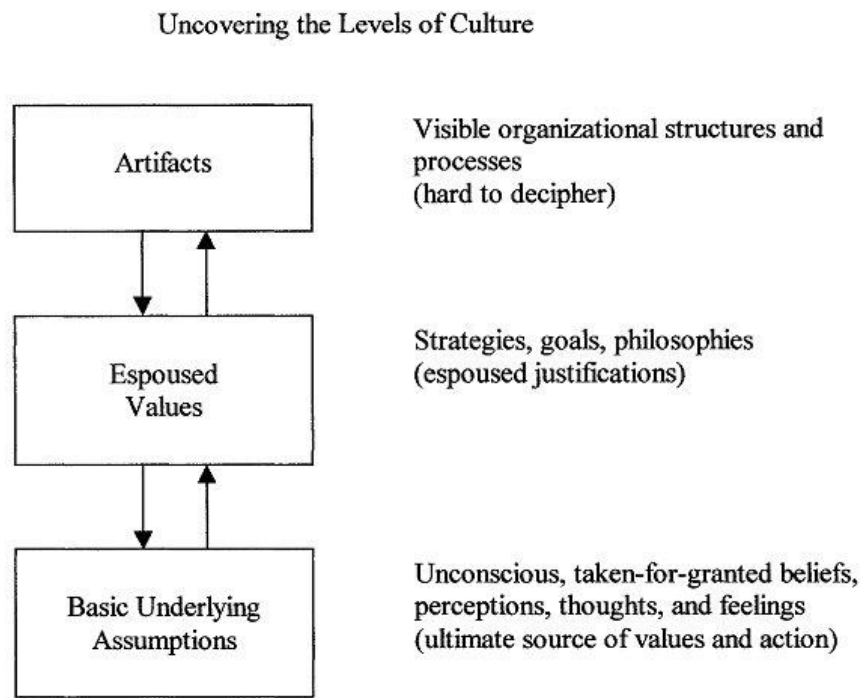 Uncovering the Levels of Culture
Artifacts
Visible organizational structures and
processes
(hard to decipher)
Espoused
Values
Strategies, goals, philosophies
(espoused justifications)
Basic Underlying
Assumptions
Unconscious, taken-for-granted beliefs,
perceptions, thoughts, and feelings
(ultimate source of values and action)